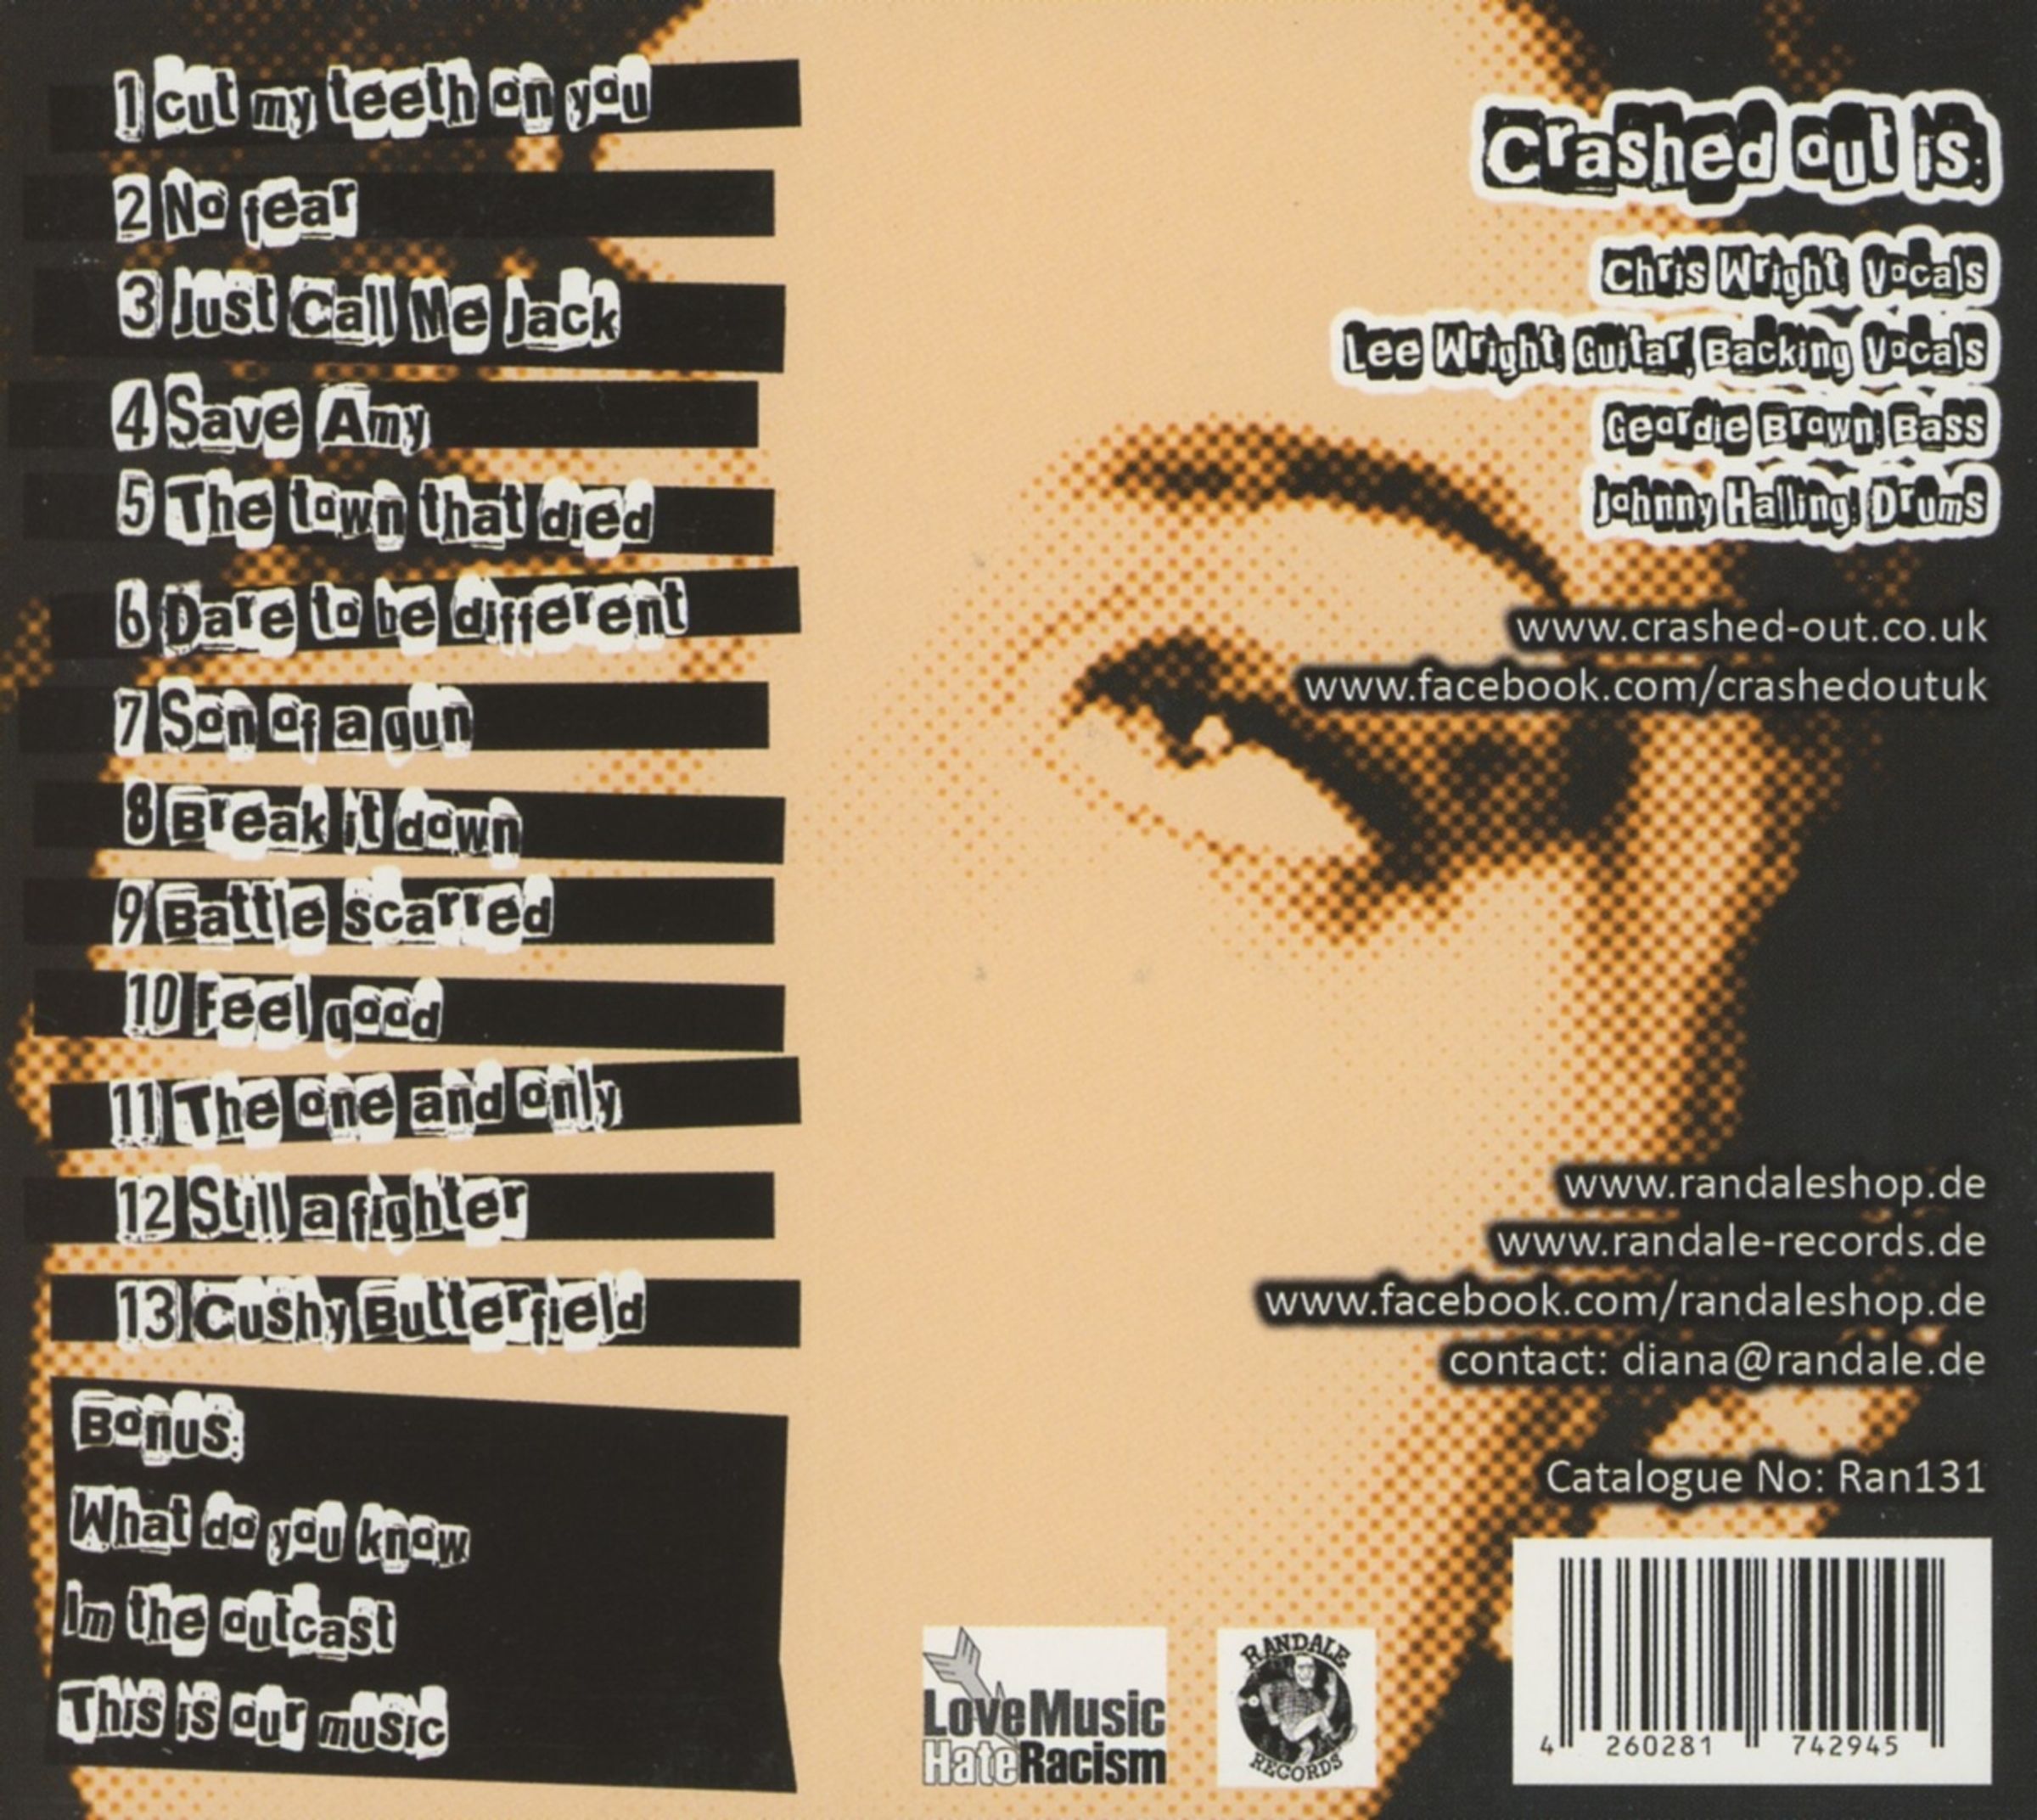 1 cut my teeth on you
2 No fear
3 Just Call Me Jack
4 Save Amy
5 The town that died
6 Dare to be different
7 Son of a gun
8 Break it down
9 Battle scarred
10 Feel good
11 The one and only
12 Still a fighter
13 Cushy Butterfield
Bonus:
What do you know
Im the outcast
This is our music
Crashed out is:
Chris Wright, Vocals
Lee Wright, Guitar, Backing Vocals
Geordie Brown, Bass
Johnny Halling, Drums
www.crashed-out.co.uk
www.facebook.com/crashedoutuk
www.randaleshop.de
www.randale-records.de
www.facebook.com/randaleshop.de
contact: diana@randale.de
Catalogue No: Ran131
Love Music
Hate Racism
RANDALE
RECORDS
4 260281 742945